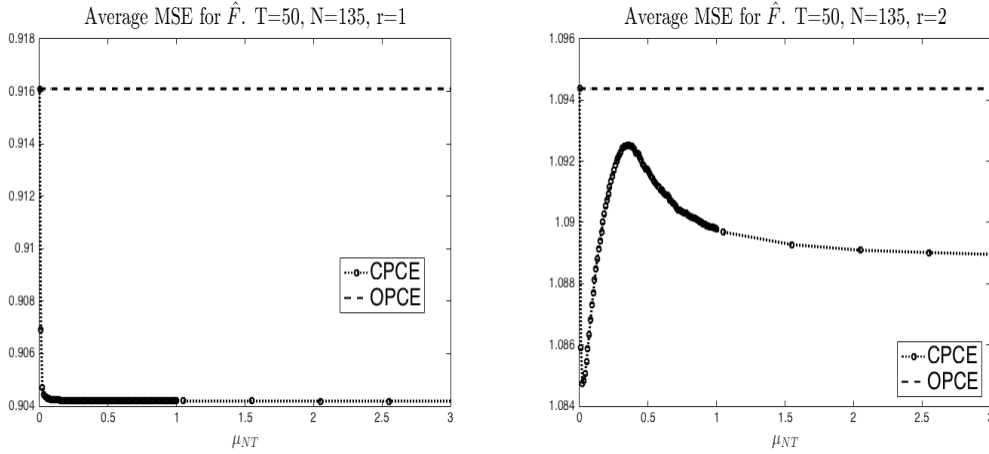 Average MSE for F̂. T=50, N=135, r=1
0.918
0.916
0.914
0.912
0.91
0.908
0.906
0.904
0 0.5 1 1.5 2 2.5 3
μ_NT
CPCE
OPCE
Average MSE for F̂. T=50, N=135, r=2
1.096
1.094
1.092
1.09
1.088
1.086
1.084
0 0.5 1 1.5 2 2.5 3
μ_NT
CPCE
OPCE